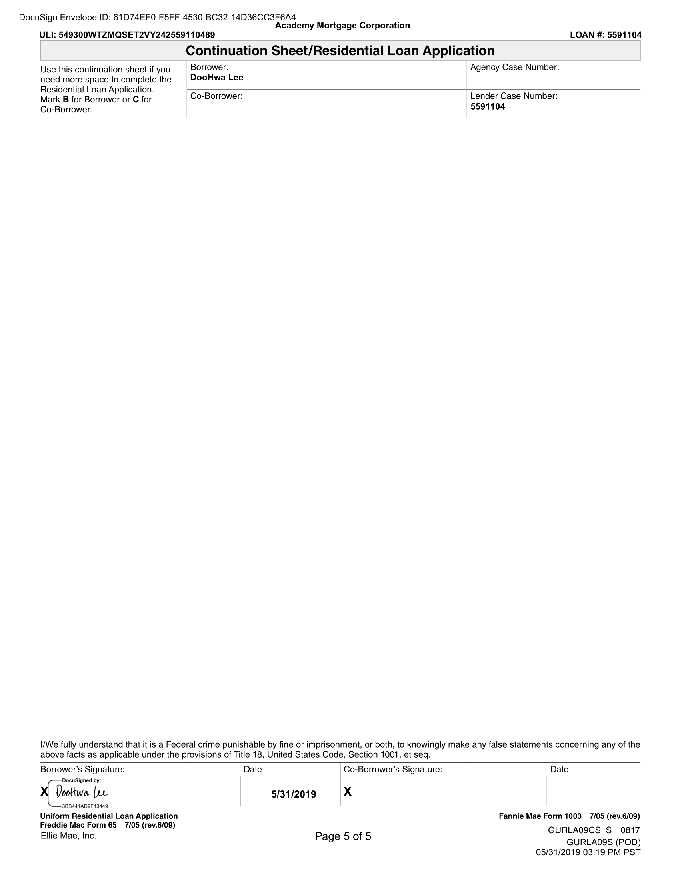 DocuSign Envelope ID: 61D74EF0-F5FF-4530-BC32-14D36CC3F6A4
Academy Mortgage Corporation
ULI: 549300WTZMQSET2VY242559110489
LOAN #: 5591104
Continuation Sheet/Residential Loan Application
Use this continuation sheet if you
need more space to complete the
Residential Loan Application.
Mark B for Borrower or C for
Co-Borrower.
Borrower:
DooHwa Lee
Agency Case Number:
Co-Borrower:
Lender Case Number:
5591104
I/We fully understand that it is a Federal crime punishable by fine or imprisonment, or both, to knowingly make any false statements concerning any of the
above facts as applicable under the provisions of Title 18, United States Code, Section 1001, et seq.
Borrower's Signature:
Date
Co-Borrower's Signature:
Date
DocuSigned by:
X DooHwa Lee
5/31/2019
X
Uniform Residential Loan Application
Freddie Mac Form 65 7/05 (rev.6/09)
Ellie Mae, Inc.
Page 5 of 5
Fannie Mae Form 1003 7/05 (rev.6/09)
GURLA09CS_S 0817
GURLA09S (POD)
05/31/2019 03:19 PM PST